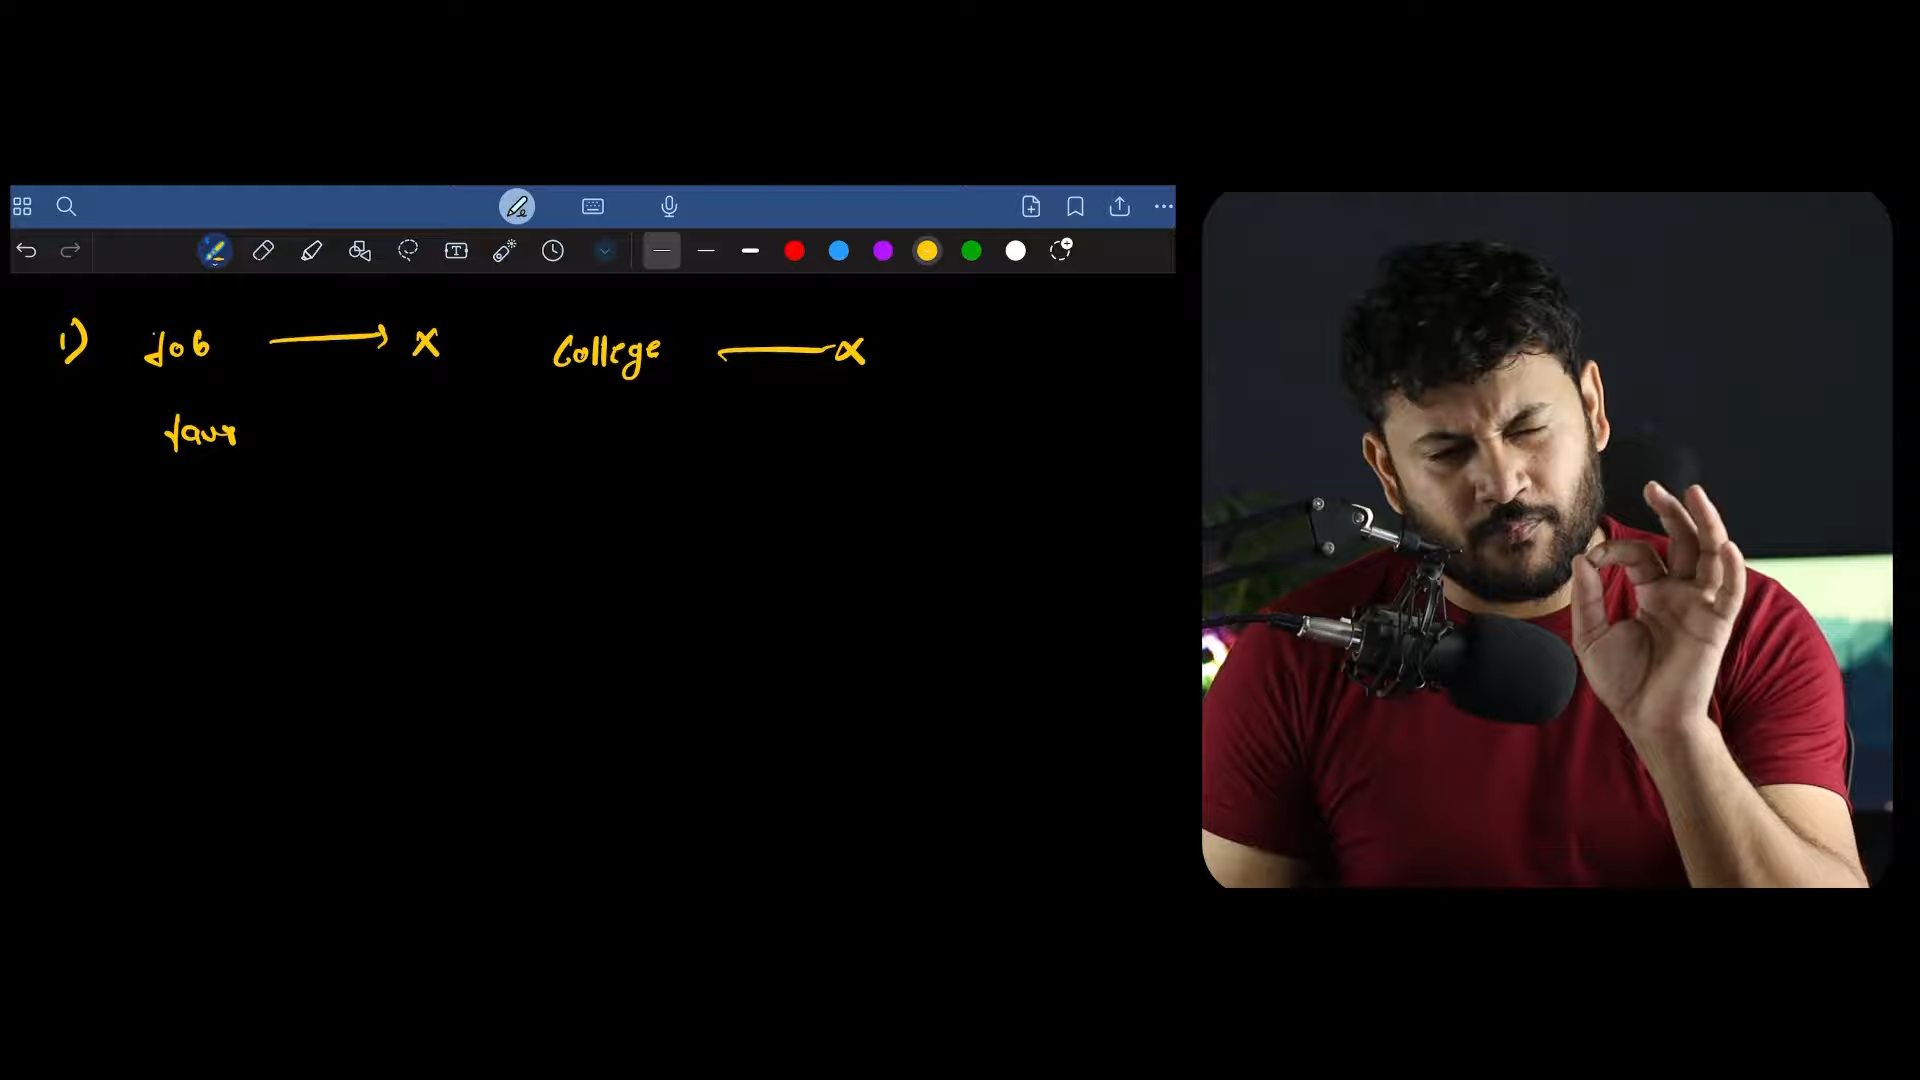 1) Job → x College ← x